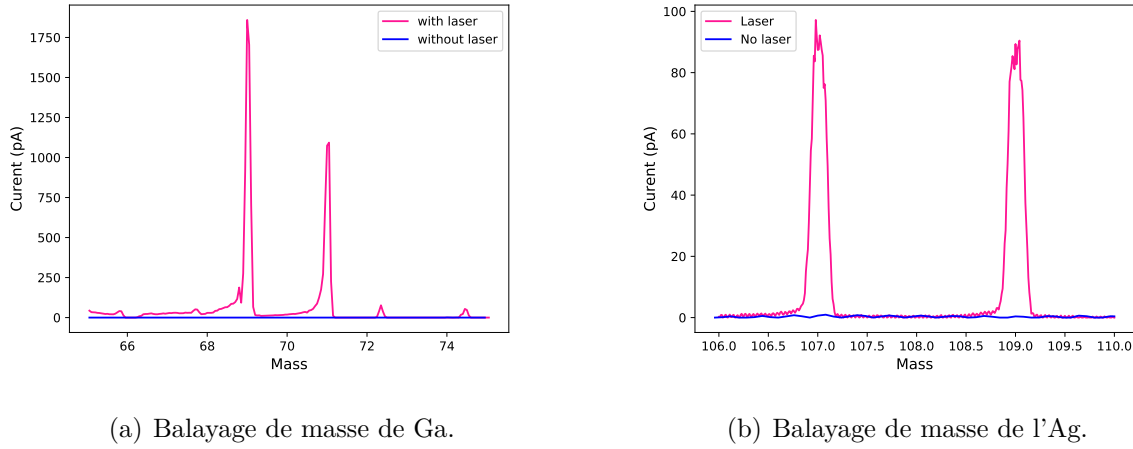 with laser
without laser
1750
1500
1250
1000
750
500
250
0
Curent (pA)
66
68
70
72
74
Mass
Laser
No laser
100
80
60
40
20
0
Curent (pA)
106.0
106.5
107.0
107.5
108.0
108.5
109.0
109.5
110.0
Mass
(a) Balayage de masse de Ga.
(b) Balayage de masse de l'Ag.